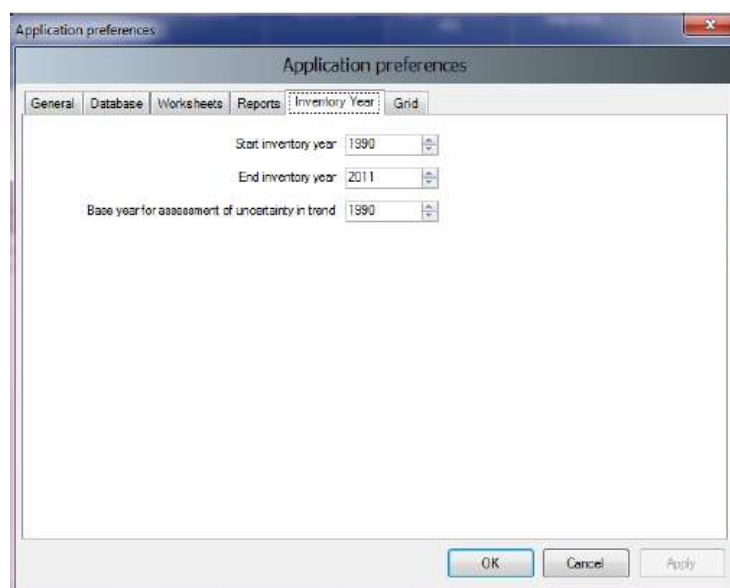 Application preferences
Application preferences
General Database Worksheets Reports Inventory Year Grid
Start inventory year 1990
End inventory year 2011
Base year for assessment of uncertainty in trend 1990
OK Cancel Apply